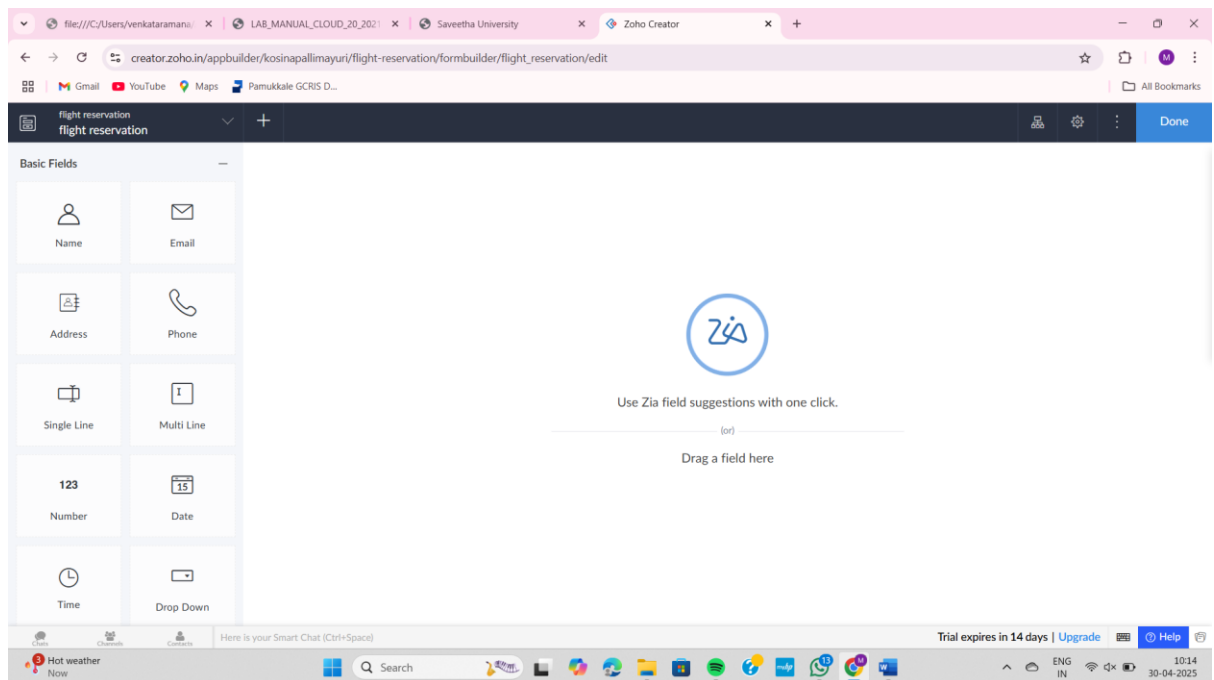 file:///C:/Users/venkataramana/
LAB_MANUAL_CLOUD_20_2021
Saveetha University
Zoho Creator
creator.zoho.in/appbuilder/kosinapallimayuri/flight-reservation/formbuilder/flight_reservation/edit
M
Gmail
YouTube
Maps
Pamukkale GCRIS D...
All Bookmarks
flight reservation
flight reservation
Done
Basic Fields
Name
Email
Address
Phone
Single Line
Multi Line
123
Number
15
Date
Time
Drop Down
Zia
Use Zia field suggestions with one click.
(or)
Drag a field here
Chats
Channels
Contacts
Here is your Smart Chat (Ctrl+Space)
Trial expires in 14 days | Upgrade
Help
3
Hot weather
Now
Search
13
M
ENG
IN
10:14
30-04-2025